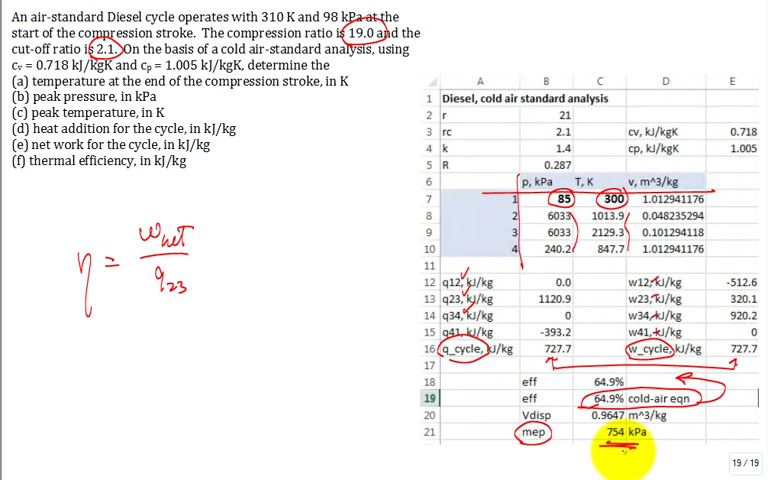 An air-standard Diesel cycle operates with 310 K and 98 kPa at the
start of the compression stroke. The compression ratio is 19.0 and the
cut-off ratio is 2.1. On the basis of a cold air-standard analysis, using
cv = 0.718 kJ/kgK and cp = 1.005 kJ/kgK, determine the
(a) temperature at the end of the compression stroke, in K
(b) peak pressure, in kPa
(c) peak temperature, in K
(d) heat addition for the cycle, in kJ/kg
(e) net work for the cycle, in kJ/kg
(f) thermal efficiency, in kJ/kg
η = wnet / q23
A B C D E
1 Diesel, cold air standard analysis
2 r 21
3 rc 2.1 cv, kJ/kgK 0.718
4 k 1.4 cp, kJ/kgK 1.005
5 R 0.287
6 p, kPa T, K v, m^3/kg
7 1 85 300 1.012941176
8 2 6033 1013.9 0.048235294
9 3 6033 2129.3 0.101294118
10 4 240.2 847.7 1.012941176
11
12 q12, kJ/kg 0.0 w12, kJ/kg -512.6
13 q23, kJ/kg 1120.9 w23, kJ/kg 320.1
14 q34, kJ/kg 0 w34, kJ/kg 920.2
15 q41, kJ/kg -393.2 w41, kJ/kg 0
16 q_cycle, kJ/kg 727.7 w_cycle, kJ/kg 727.7
17
18 eff 64.9%
19 eff 64.9% cold-air eqn
20 Vdisp 0.9647 m^3/kg
21 mep 754 kPa
19 / 19